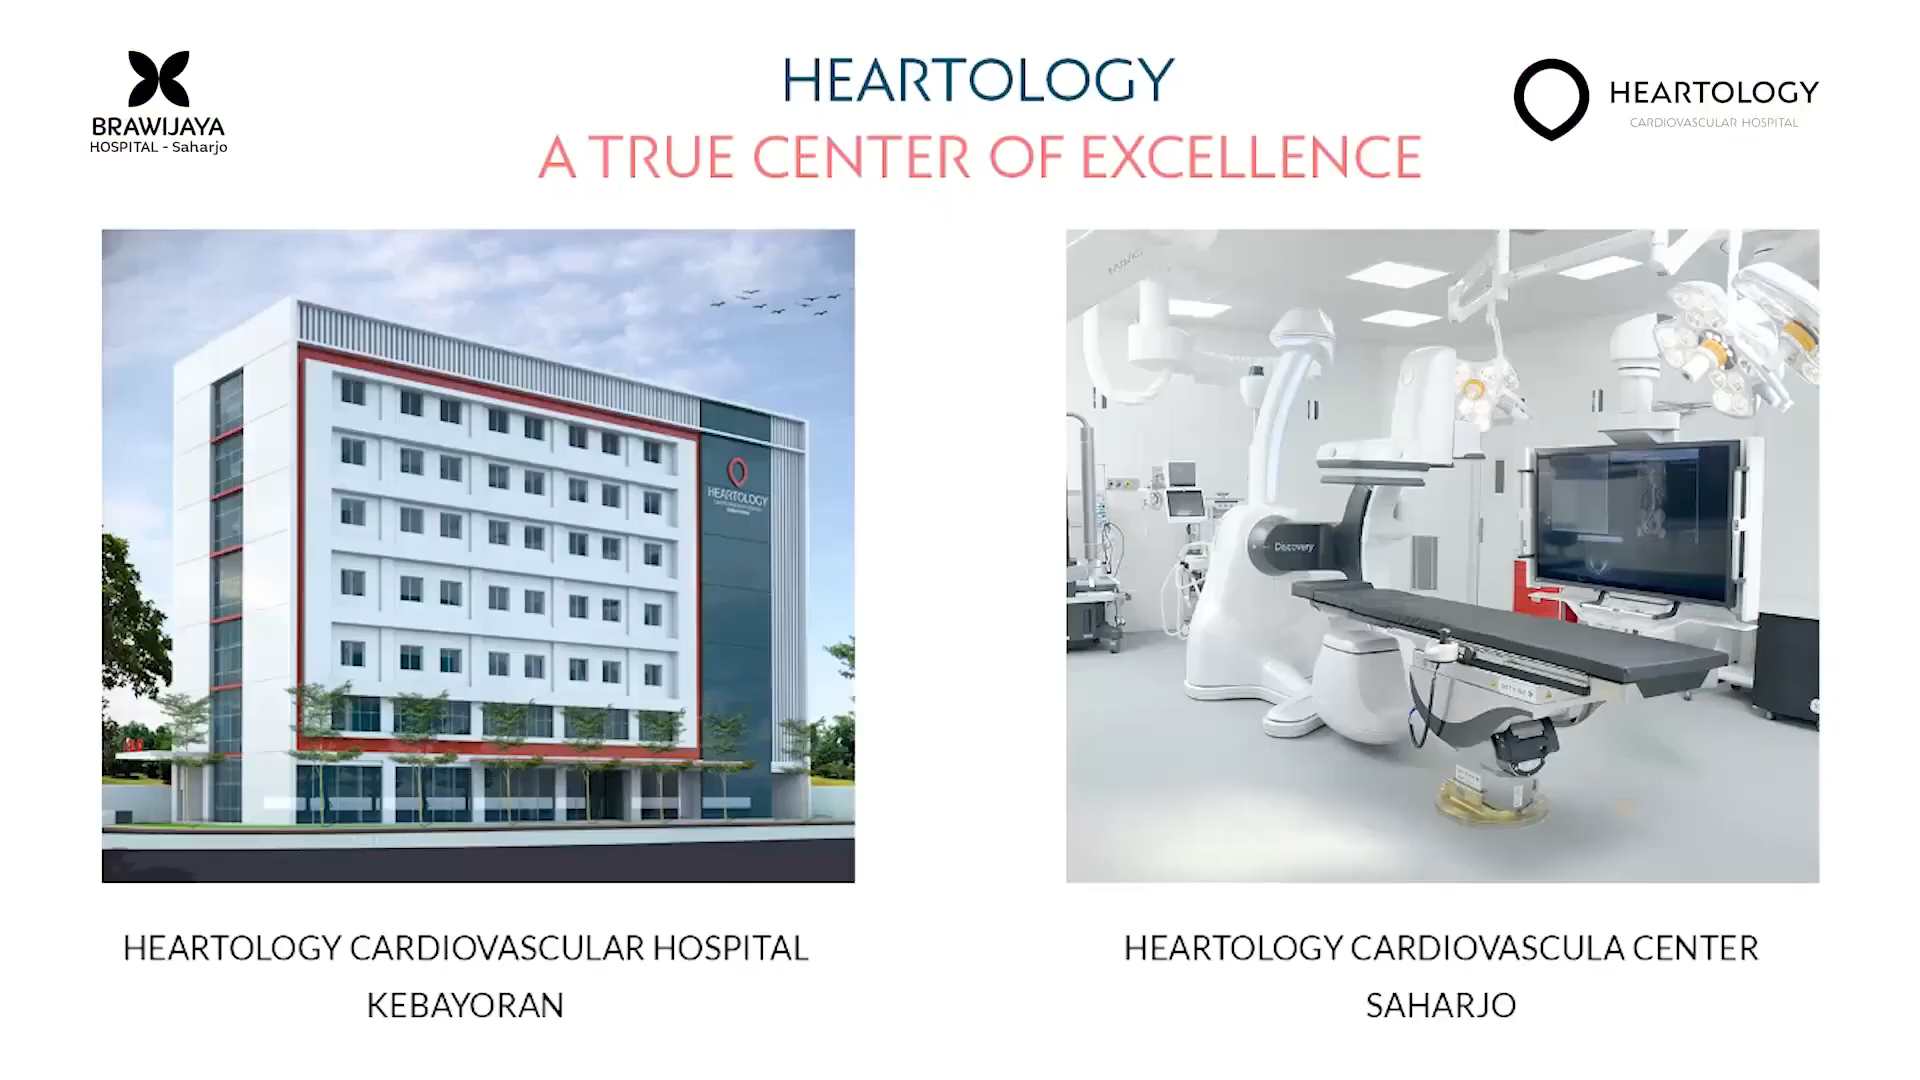 BRAWIJAYA
HOSPITAL - Saharjo
HEARTOLOGY
A TRUE CENTER OF EXCELLENCE
HEARTOLOGY
CARDIOVASCULAR HOSPITAL
HEARTOLOGY
Discovery
HEARTOLOGY CARDIOVASCULAR HOSPITAL
KEBAYORAN
HEARTOLOGY CARDIOVASCULA CENTER
SAHARJO